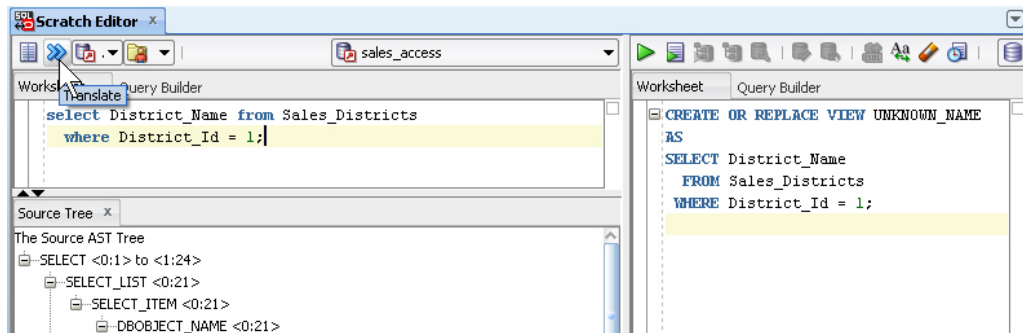 SQL Scratch Editor x
sales_access
Worksheet Query Builder
Translate
select District_Name from Sales_Districts
where District_Id = 1;
Source Tree x
The Source AST Tree
SELECT <0:1> to <1:24>
SELECT_LIST <0:21>
SELECT_ITEM <0:21>
DBOBJECT_NAME <0:21>
Aa
Worksheet Query Builder
CREATE OR REPLACE VIEW UNKNOWN_NAME
AS
SELECT District_Name
FROM Sales_Districts
WHERE District_Id = 1;